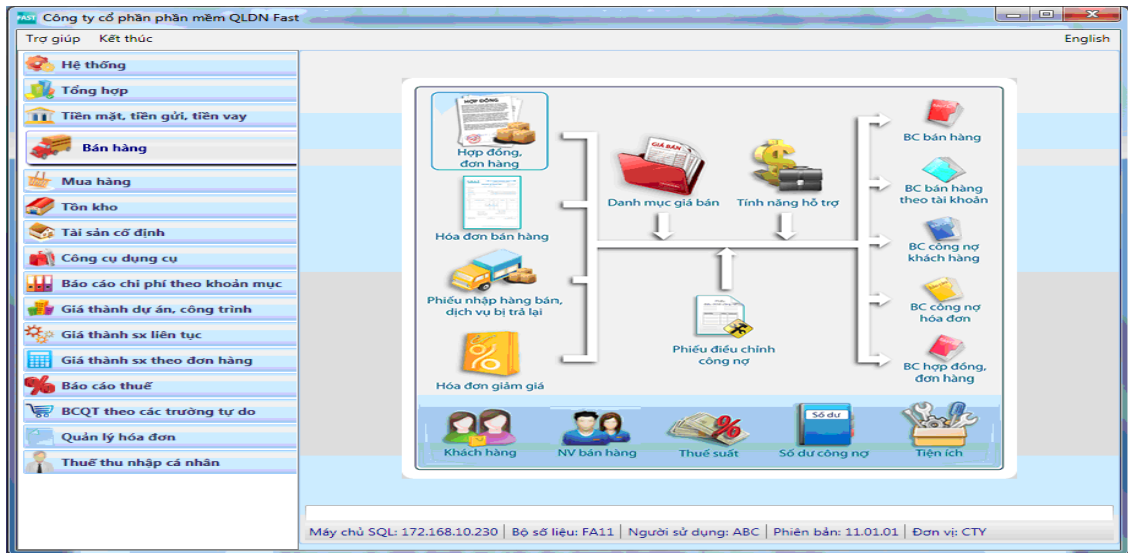 FAST Công ty cổ phần phần mềm QLDN Fast
Trợ giúp Kết thúc English
Hệ thống
Tổng hợp
Tiền mặt, tiền gửi, tiền vay
Bán hàng
Mua hàng
Tồn kho
Tài sản cố định
Công cụ dụng cụ
Báo cáo chi phí theo khoản mục
Giá thành dự án, công trình
Giá thành sx liên tục
Giá thành sx theo đơn hàng
Báo cáo thuế
BCQT theo các trường tự do
Quản lý hóa đơn
Thuế thu nhập cá nhân
HỢP ĐỒNG
Hợp đồng,
đơn hàng
Hóa đơn bán hàng
Phiếu nhập hàng bán,
dịch vụ bị trả lại
Hóa đơn giảm giá
GIÁ BÁN
Danh mục giá bán
Tính năng hỗ trợ
Phiếu điều chỉnh
công nợ
BC bán hàng
BC bán hàng
theo tài khoản
BC công nợ
khách hàng
BC công nợ
hóa đơn
BC hợp đồng,
đơn hàng
Khách hàng
NV bán hàng
Thuế suất
Số dư
Số dư công nợ
Tiện ích
Máy chủ SQL: 172.168.10.230 | Bộ số liệu: FA11 | Người sử dụng: ABC | Phiên bản: 11.01.01 | Đơn vị: CTY